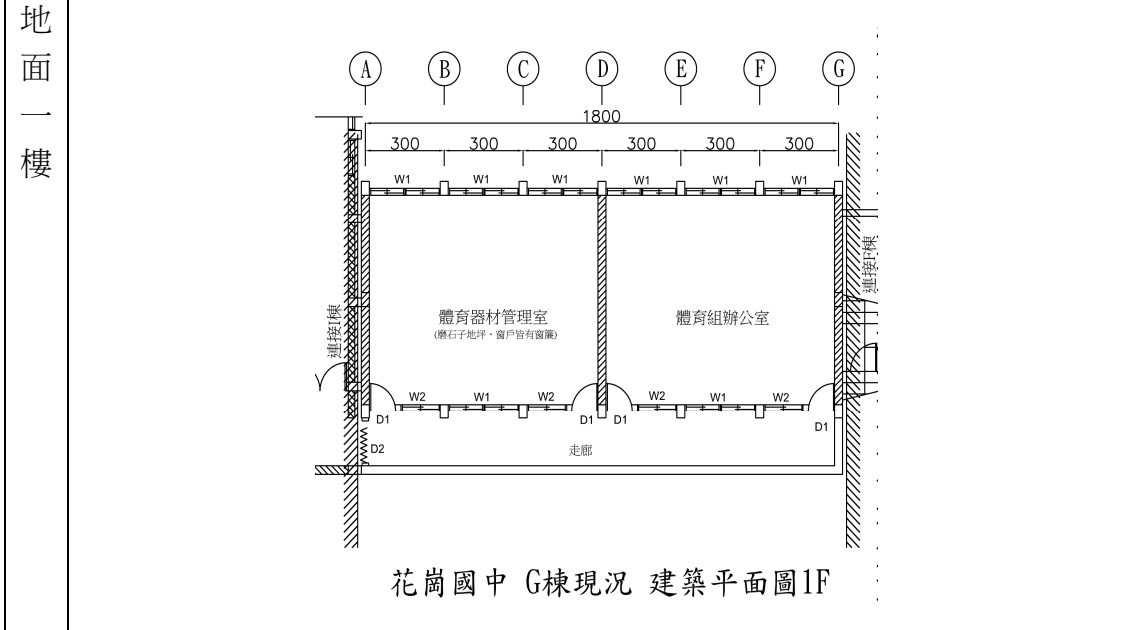 地面一樓
A B C D E F G
1800
300 300 300 300 300 300
W1 W1 W1 W1 W1 W1
連接I棟
體育器材管理室
(磨石子地坪、窗戶皆有窗簾)
體育組辦公室
連接F棟
W2 W1 W2 W2 W1 W2
D1 D1 D1 D1
D2
走廊
花崗國中 G棟現況 建築平面圖1F